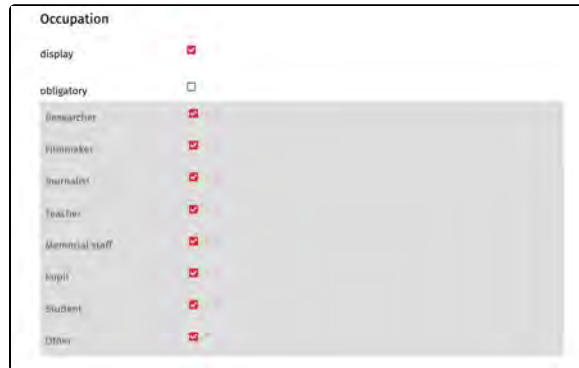 Occupation
display
obligatory
Researcher
Filmmaker
Journalist
Teacher
Memorial staff
Pupil
Student
Other